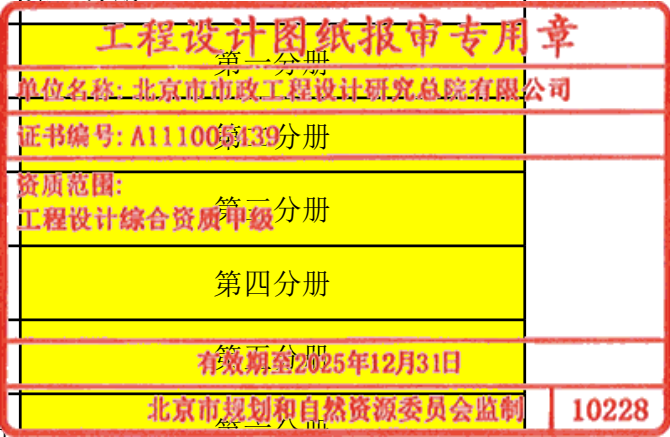 工程设计图纸报审专用章
第一分册
单位名称: 北京市市政工程设计研究总院有限公司
证书编号: A111005439
第二分册
资质范围:
工程设计综合资质甲级
第三分册
第四分册
第五分册
有效期至2025年12月31日
北京市规划和自然资源委员会监制
10228